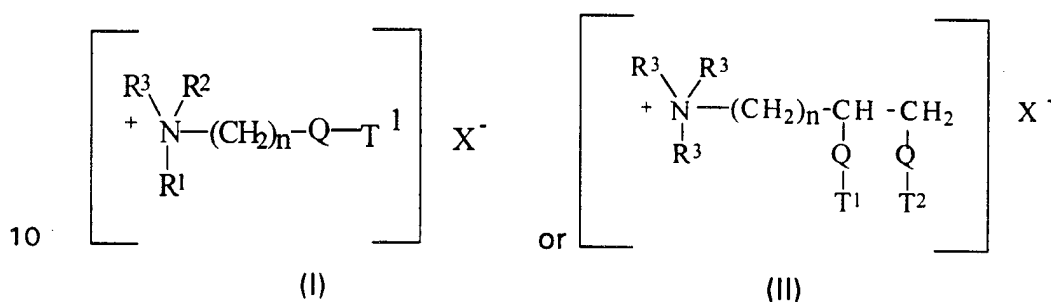 R³ R² R³ R³
+ N—(CH₂)n—Q—T¹ X⁻ + N—(CH₂)n-CH—CH₂ X⁻
R¹ R³ Q Q
T¹ T²
10 or
(I) (II)